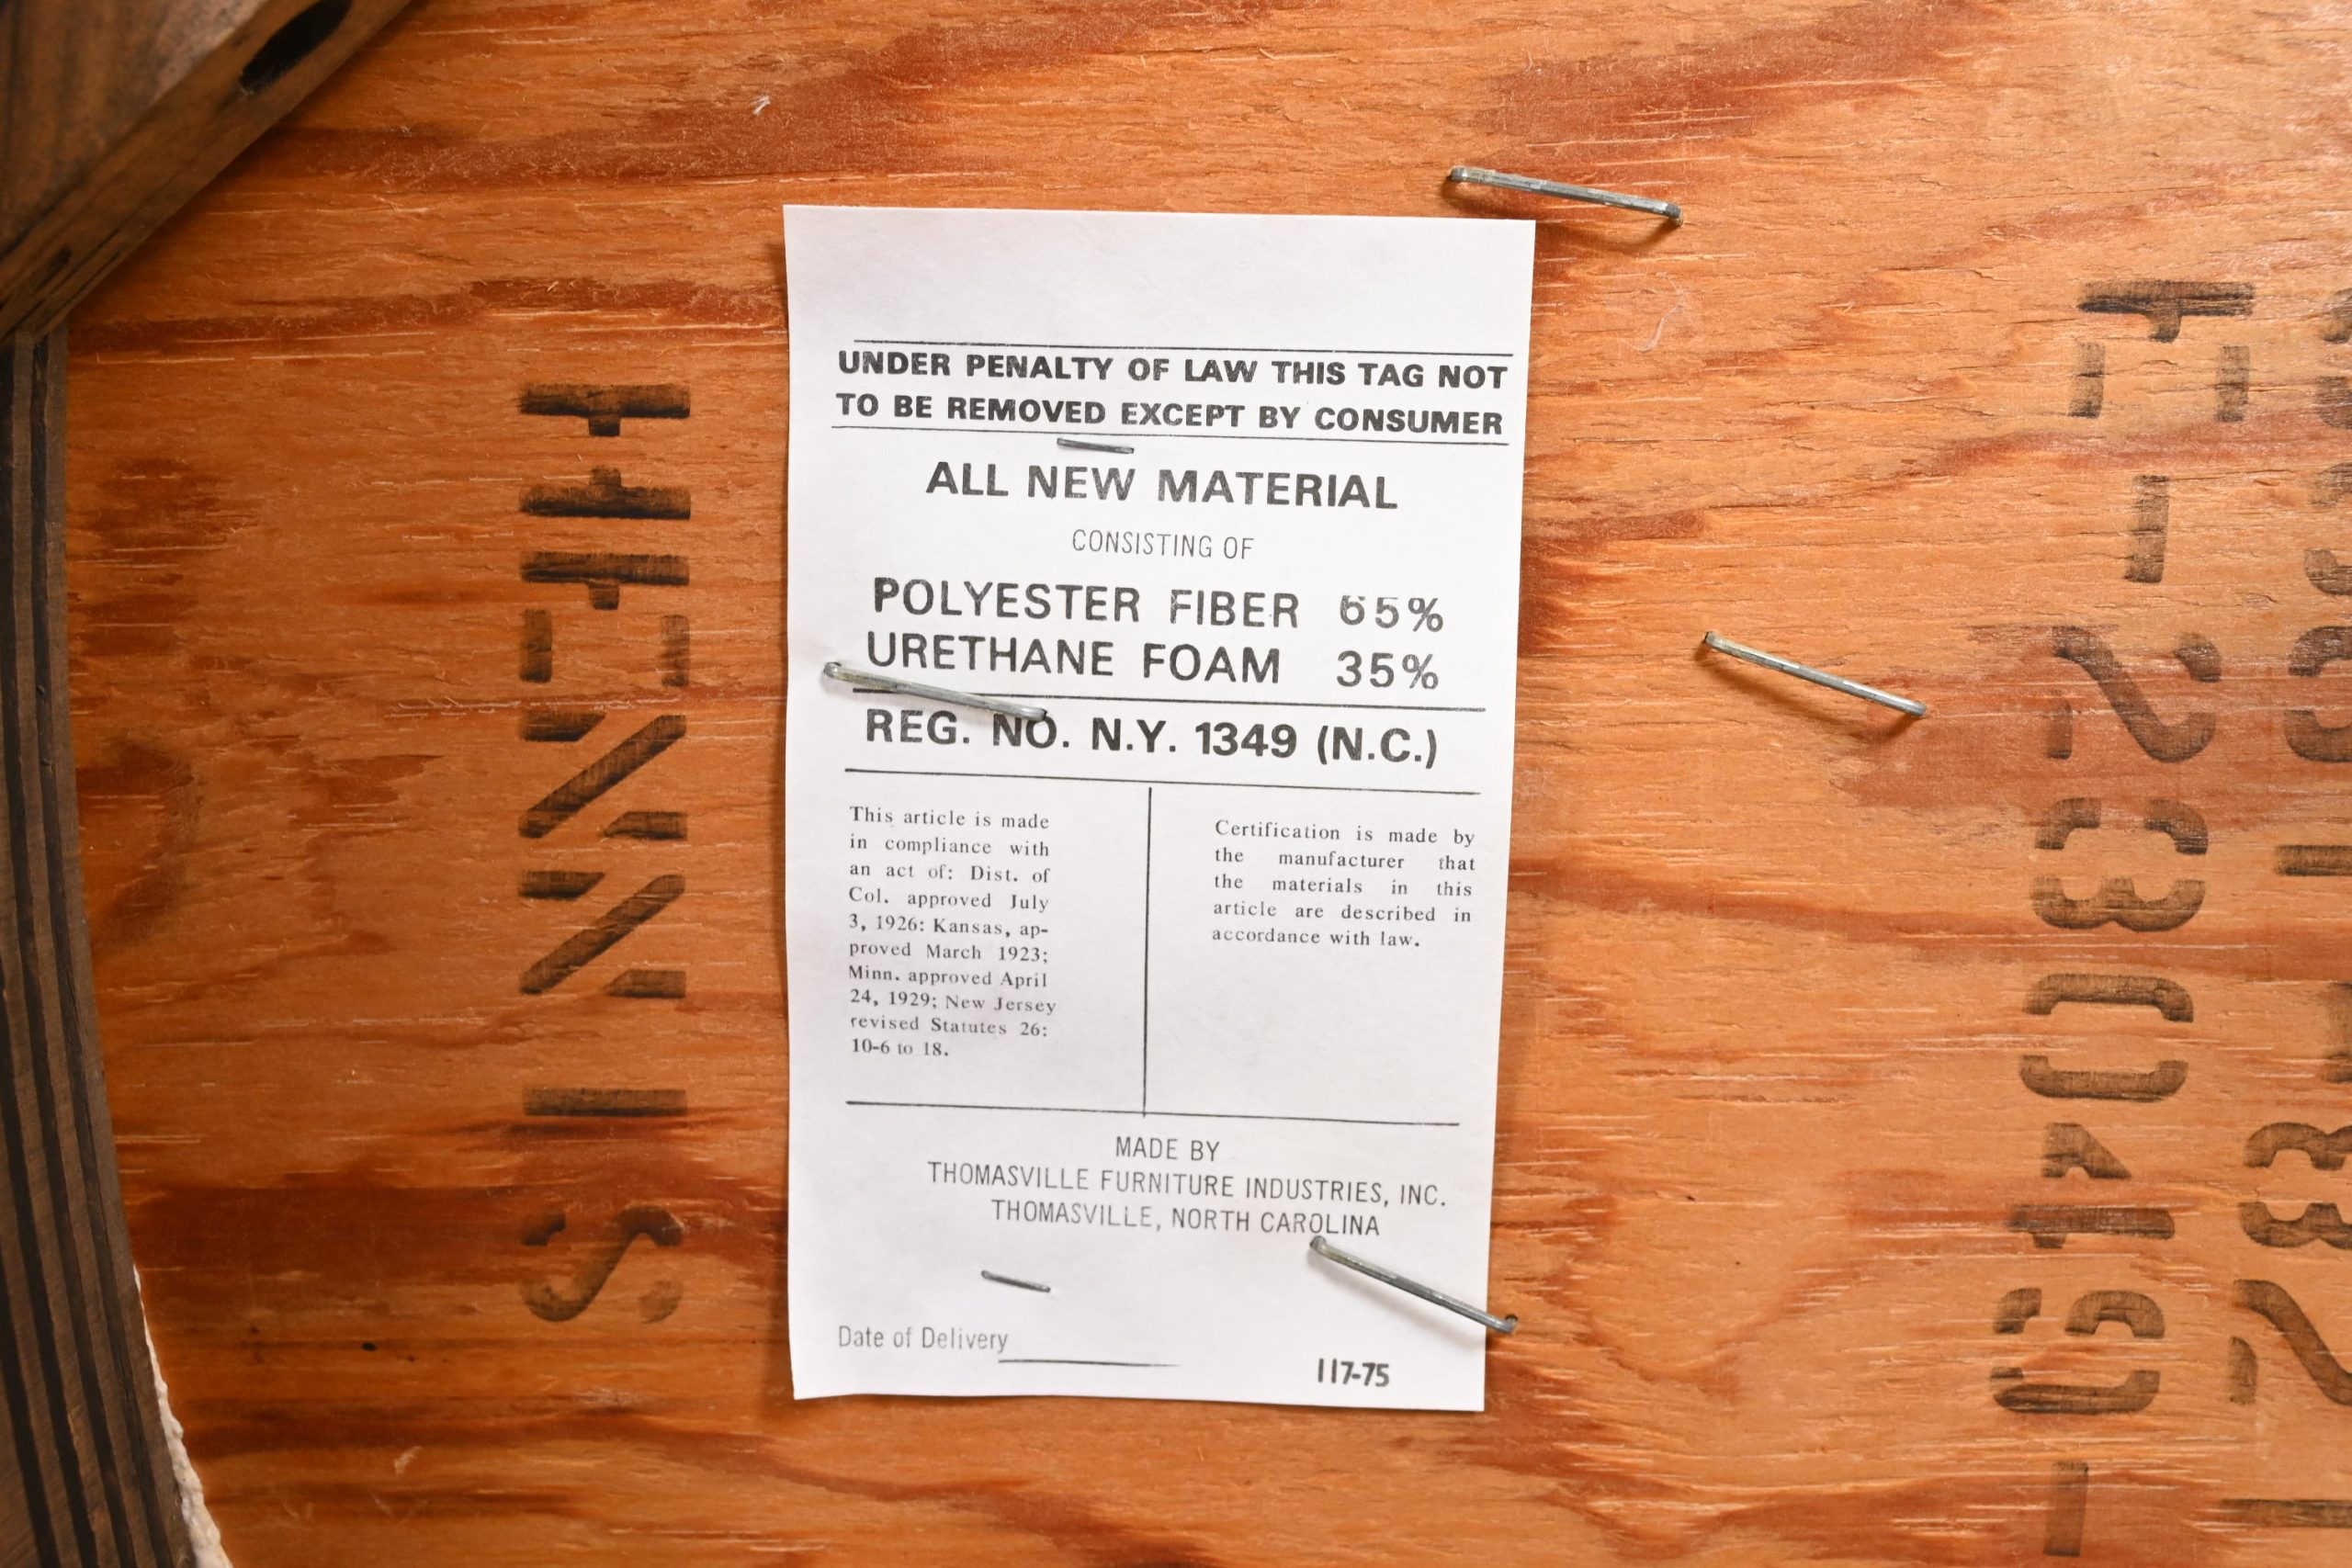 UNDER PENALTY OF LAW THIS TAG NOT
TO BE REMOVED EXCEPT BY CONSUMER
ALL NEW MATERIAL
CONSISTING OF
POLYESTER FIBER 65%
URETHANE FOAM 35%
REG. NO. N.Y. 1349 (N.C.)
This article is made
in compliance with
an act of: Dist. of
Col. approved July
3, 1926: Kansas, ap-
proved March 1923;
Minn. approved April
24, 1929; New Jersey
revised Statutes 26:
10-6 to 18.
Certification is made by
the manufacturer that
the materials in this
article are described in
accordance with law.
MADE BY
THOMASVILLE FURNITURE INDUSTRIES, INC.
THOMASVILLE, NORTH CAROLINA
Date of Delivery
117-75